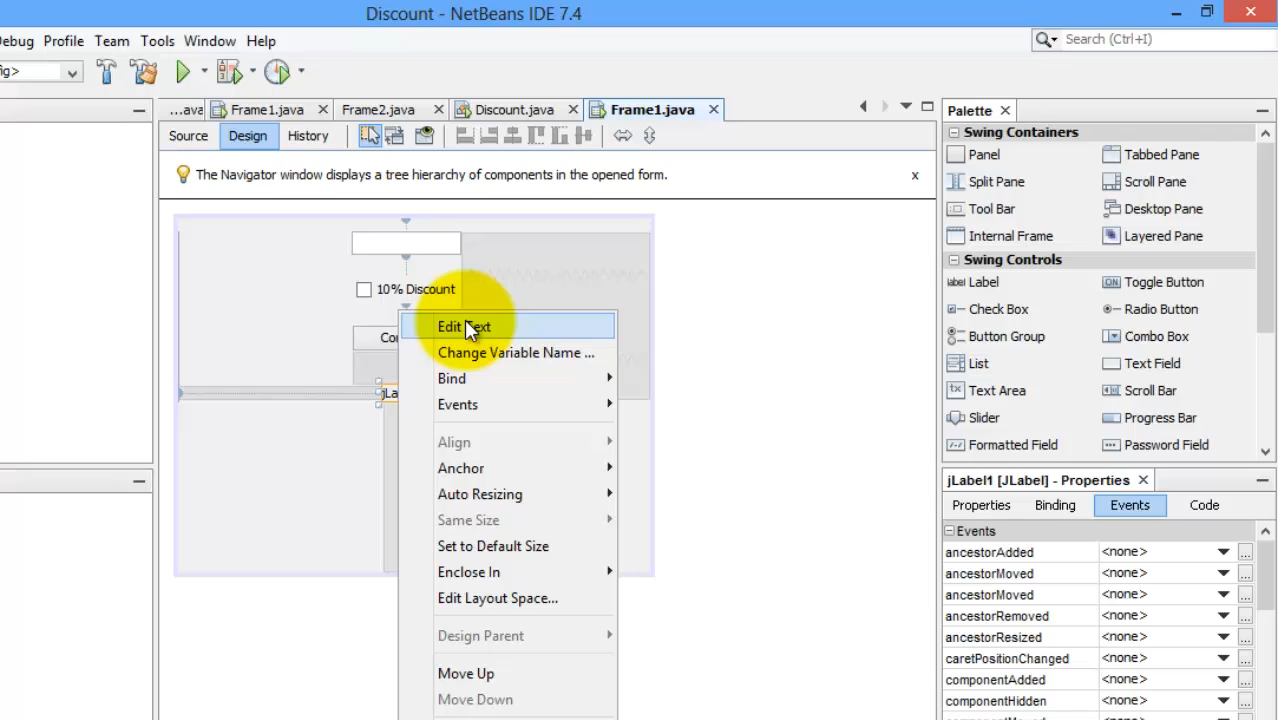 Discount - NetBeans IDE 7.4
Debug Profile Team Tools Window Help
Search (Ctrl+I)
ig>
...ava Frame1.java Frame2.java Discount.java Frame1.java
Source Design History
The Navigator window displays a tree hierarchy of components in the opened form.
x
10% Discount
Edit Text
Change Variable Name ...
Bind
Events
Align
Anchor
Auto Resizing
Same Size
Set to Default Size
Enclose In
Edit Layout Space...
Design Parent
Move Up
Move Down
Palette
Swing Containers
Panel Tabbed Pane
Split Pane Scroll Pane
Tool Bar Desktop Pane
Internal Frame Layered Pane
Swing Controls
label Label ON Toggle Button
Check Box Radio Button
Button Group Combo Box
List Text Field
Text Area Scroll Bar
Slider Progress Bar
Formatted Field Password Field
jLabel1 [JLabel] - Properties
Properties Binding Events Code
Events
ancestorAdded <none> ...
ancestorMoved <none> ...
ancestorMoved <none> ...
ancestorRemoved <none> ...
ancestorResized <none> ...
caretPositionChanged <none> ...
componentAdded <none> ...
componentHidden <none> ...